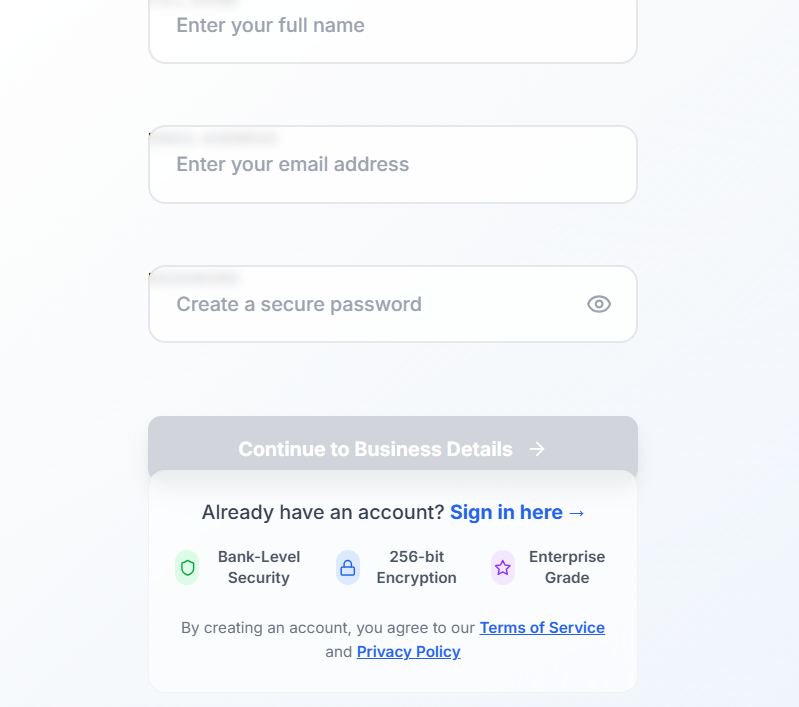 Enter your full name
Enter your email address
Create a secure password
Continue to Business Details →
Already have an account? Sign in here →
Bank-Level Security
256-bit Encryption
Enterprise Grade
By creating an account, you agree to our Terms of Service
and Privacy Policy